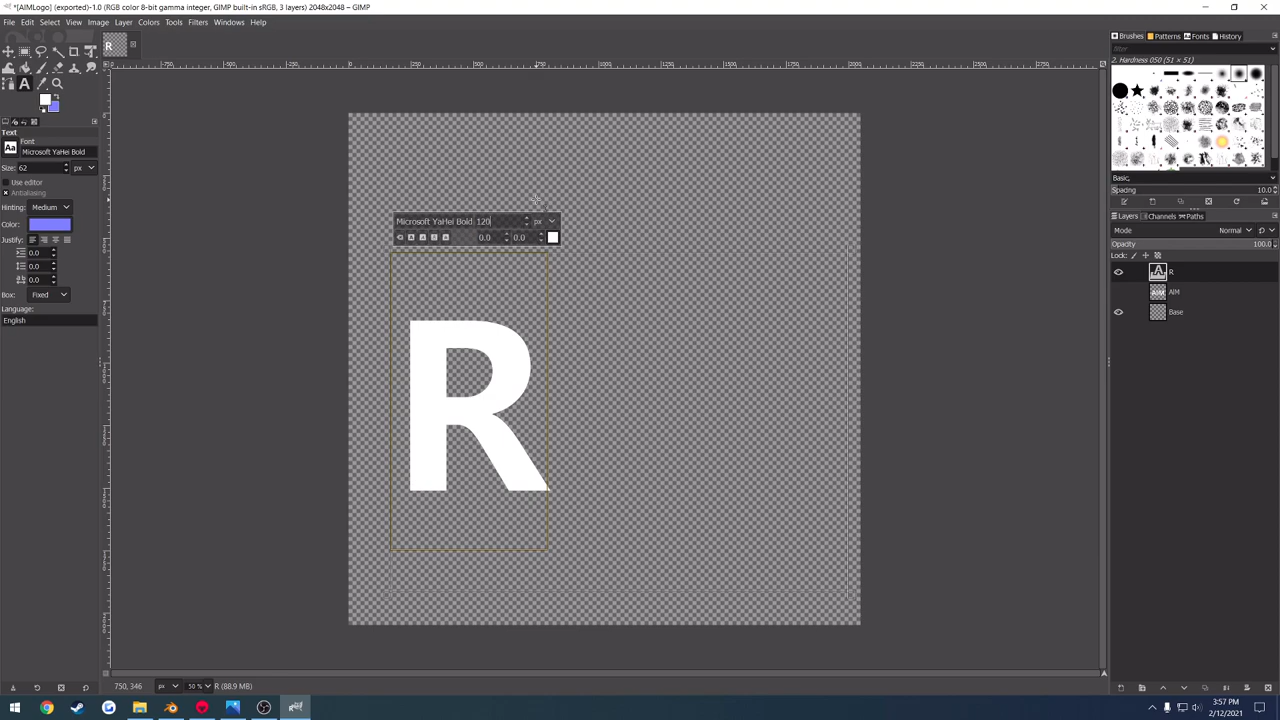 *[AIMLogo] (exported)-1.0 (RGB color 8-bit gamma integer, GIMP built-in sRGB, 3 layers) 2048x2048 – GIMP
File Edit Select View Image Layer Colors Tools Filters Windows Help
Brushes Patterns Fonts History
filter
2. Hardness 050 (51 × 51)
Text
Font
Aa Microsoft YaHei Bold
Size: 62 px
Use editor
Antialiasing
Hinting: Medium
Color:
Justify:
0.0
0.0
0.0
Box: Fixed
Language:
English
Microsoft YaHei Bold 120 px
0.0 0.0
R
Basic,
Spacing 10.0
Layers Channels Paths
Mode Normal
Opacity 100.0
Lock:
R
AIM
Base
750, 346 px 50 % R (88.9 MB)
3:57 PM
2/12/2021